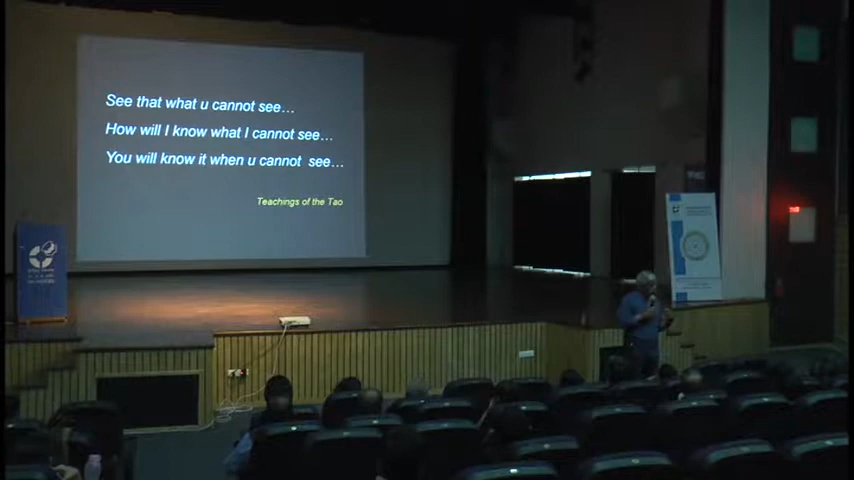 See that what u cannot see…
How will I know what I cannot see…
You will know it when u cannot  see…
Teachings of the Tao